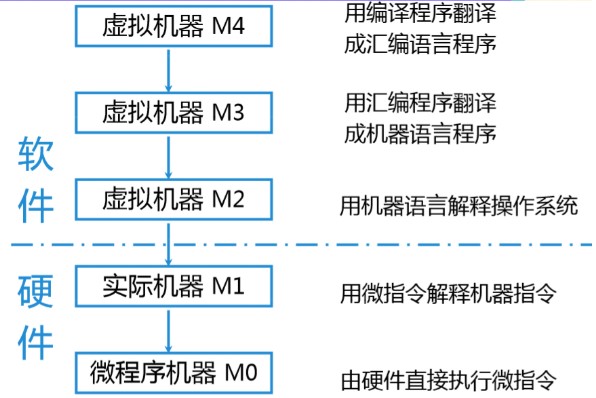 虚拟机器 M4
用编译程序翻译
成汇编语言程序
虚拟机器 M3
用汇编程序翻译
成机器语言程序
软件
虚拟机器 M2
用机器语言解释操作系统
硬件
实际机器 M1
用微指令解释机器指令
微程序机器 M0
由硬件直接执行微指令